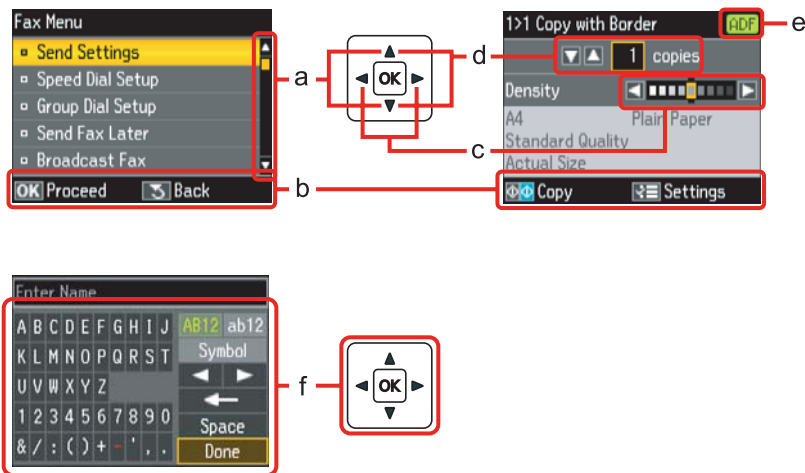 Fax Menu
Send Settings
Speed Dial Setup
Group Dial Setup
Send Fax Later
Broadcast Fax
OK Proceed Back
a
b
OK
d
c
1>1 Copy with Border ADF
e
1 copies
Density
A4 Plain Paper
Standard Quality
Actual Size
Copy Settings
Enter Name
A B C D E F G H I J AB12 ab12
K L M N O P Q R S T Symbol
U V W X Y Z
1 2 3 4 5 6 7 8 9 0 Space
& / : ( ) + - ' , . Done
f
OK